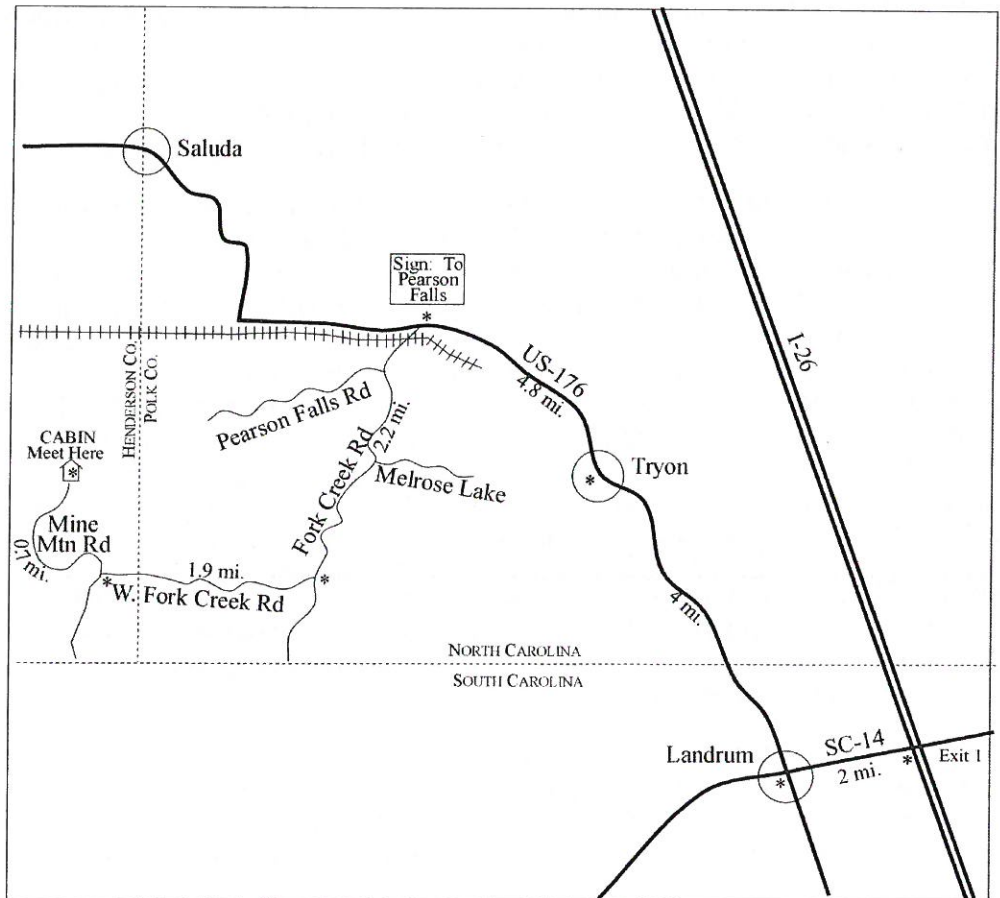 Saluda
Sign: To
Pearson
Falls
*
US-176
4.8 mi.
I-26
HENDERSON CO.
POLK CO.
Pearson Falls Rd
2.2 mi.
Fork Creek Rd
Melrose Lake
Tryon
*
CABIN
Meet Here
*
Mine
Mtn Rd
0.7 mi.
1.9 mi.
*
W. Fork Creek Rd
*
4 mi.
NORTH CAROLINA
SOUTH CAROLINA
Landrum
*
SC-14
2 mi.
*
Exit 1